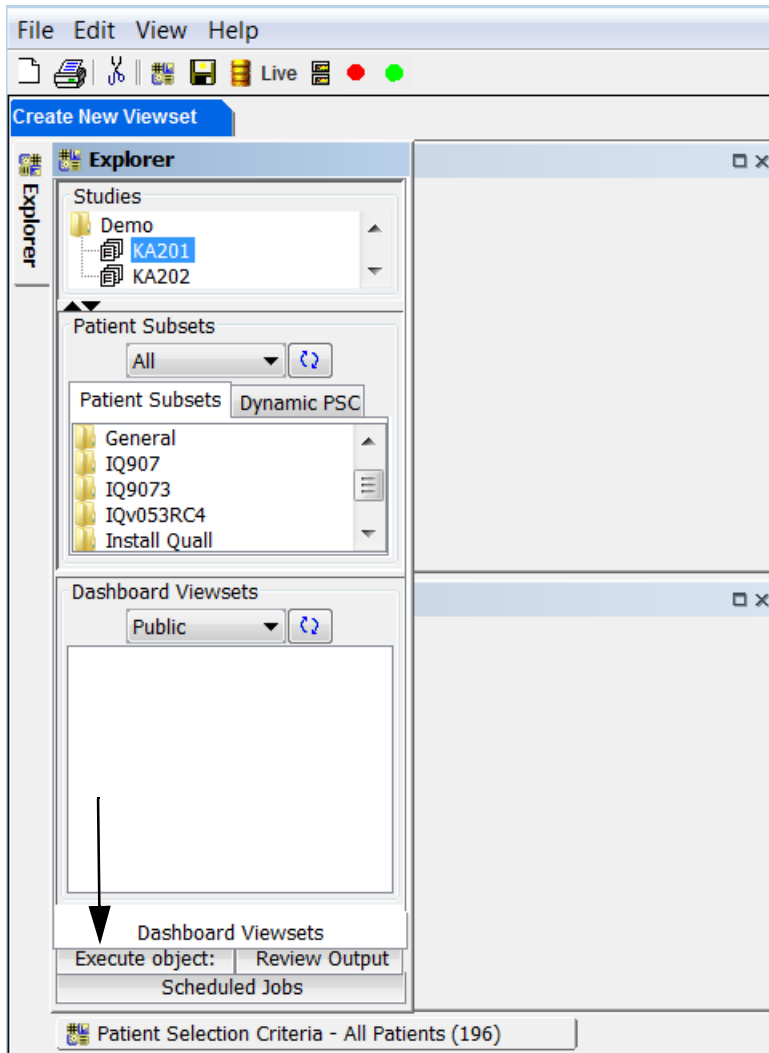 File Edit View Help
Live
Create New Viewset
Explorer
Explorer
Studies
Demo
KA201
KA202
Patient Subsets
All
Patient Subsets Dynamic PSC
General
IQ907
IQ9073
IQv053RC4
Install Quall
Dashboard Viewsets
Public
Dashboard Viewsets
Execute object: Review Output
Scheduled Jobs
Patient Selection Criteria - All Patients (196)